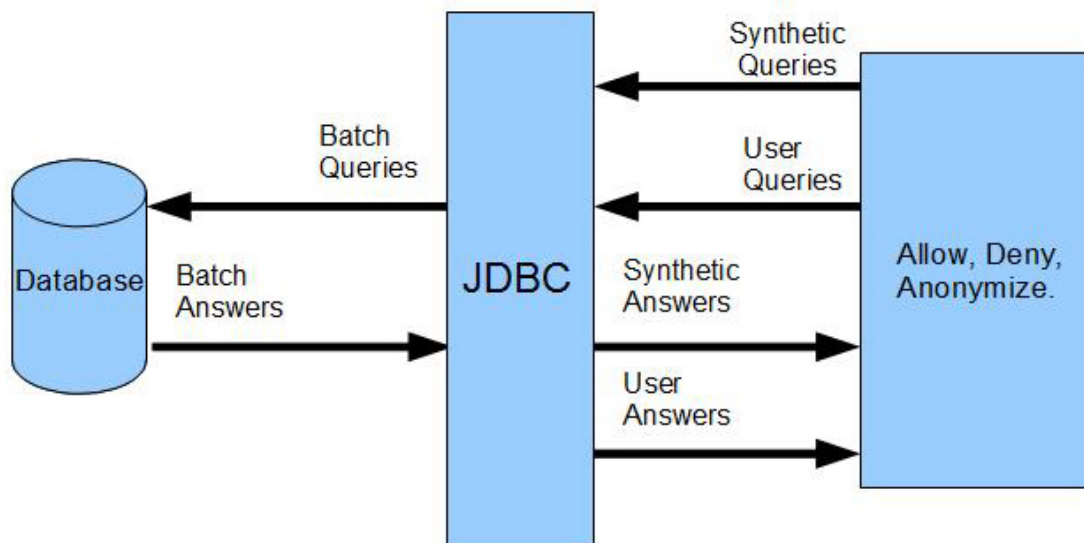 Synthetic
Queries
Batch
Queries
User
Queries
Database
Batch
Answers
JDBC
Synthetic
Answers
Allow, Deny,
Anonymize.
User
Answers